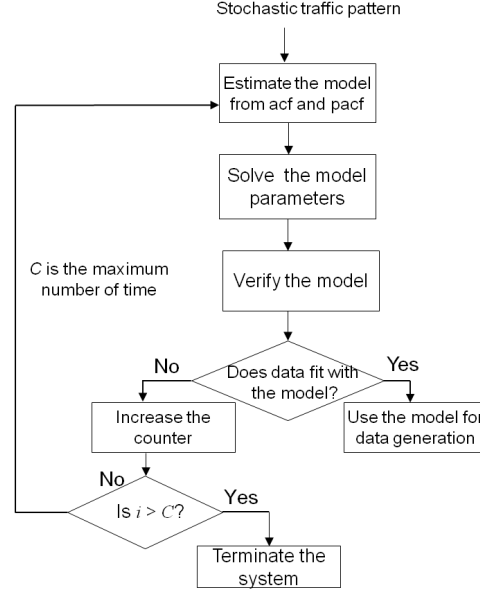 Stochastic traffic pattern
Estimate the model
from acf and pacf
Solve the model
parameters
C is the maximum
number of time
Verify the model
No
Does data fit with
the model?
Yes
Increase the
counter
Use the model for
data generation
No
Is i > C?
Yes
Terminate the
system